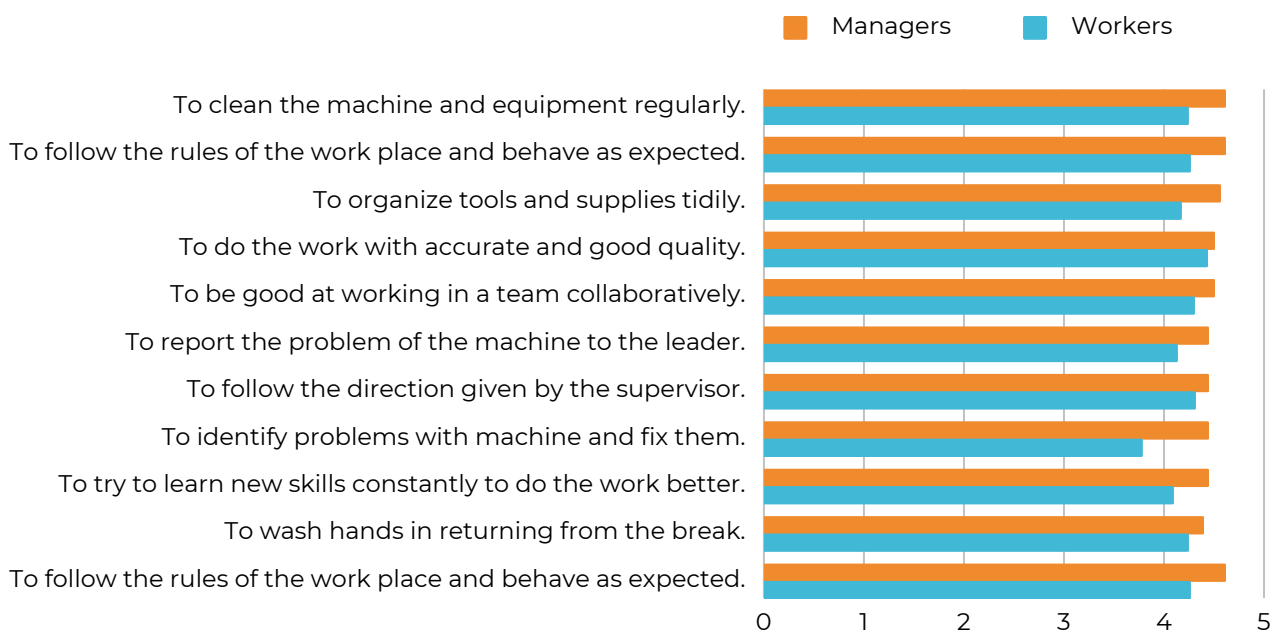 Managers Workers
To clean the machine and equipment regularly.
To follow the rules of the work place and behave as expected.
To organize tools and supplies tidily.
To do the work with accurate and good quality.
To be good at working in a team collaboratively.
To report the problem of the machine to the leader.
To follow the direction given by the supervisor.
To identify problems with machine and fix them.
To try to learn new skills constantly to do the work better.
To wash hands in returning from the break.
To follow the rules of the work place and behave as expected.
0 1 2 3 4 5